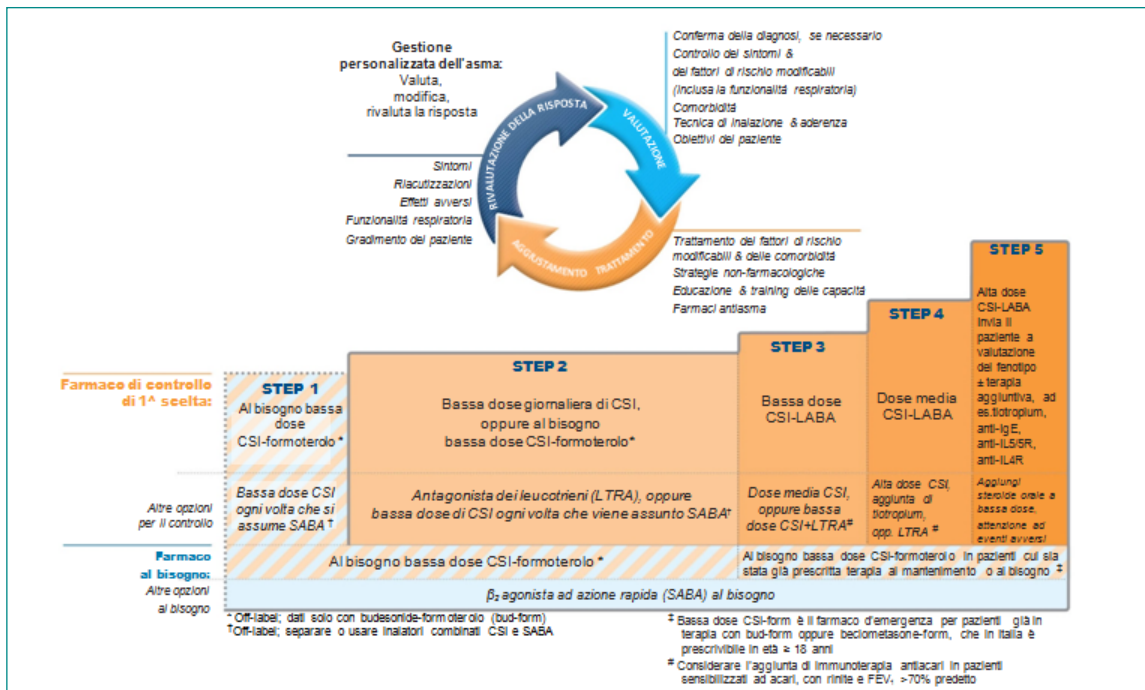 Gestione
personalizzata dell'asma:
Valuta,
modifica,
rivaluta la risposta
Conferma della diagnosi, se necessario
Controllo dei sintomi &
dei fattori di rischio modificabili
(inclusa la funzionalità respiratoria)
Comorbidità
Tecnica di inalazione & aderenza
Obiettivi del paziente
RIVALUTAZIONE DELLA RISPOSTA
VALUTAZIONE
AGGIUSTAMENTO TRATTAMENTO
Sintomi
Riacutizzazioni
Effetti avversi
Funzionalità respiratoria
Gradimento del paziente
Trattamento dei fattori di rischio
modificabili & delle comorbidità
Strategie non-farmacologiche
Educazione & training delle capacità
Farmaci antiasma
Farmaco di controllo
di 1^ scelta:
STEP 1
Al bisogno bassa
dose
CSI-formoterolo *
STEP 2
Bassa dose giornaliera di CSI,
oppure al bisogno
bassa dose CSI-formoterolo*
STEP 3
Bassa dose
CSI-LABA
STEP 4
Dose media
CSI-LABA
STEP 5
Alta dose
CSI-LABA
Invia il
paziente a
valutazione
del fenotipo
± terapia
aggiuntiva, ad
es.tiotropium,
anti-IgE,
anti-IL5/5R,
anti-IL4R
Altre opzioni
per il controllo
Bassa dose CSI
ogni volta che si
assume SABA †
Antagonista dei leucotrieni (LTRA), oppure
bassa dose di CSI ogni volta che viene assunto SABA†
Dose media CSI,
oppure bassa
dose CSI+LTRA#
Alta dose CSI,
aggiunta di
tiotropium,
opp. LTRA #
Aggiungi
steroide orale a
bassa dose,
attenzione ad
eventi avversi
Farmaco
al bisogno:
Al bisogno bassa dose CSI-formoterolo *
Al bisogno bassa dose CSI-formoterolo in pazienti cui sia
stata già prescritta terapia al mantenimento o al bisogno ‡
Altre opzioni
al bisogno
β₂ agonista ad azione rapida (SABA) al bisogno
* Off-label; dati solo con budesonide-formoterolo (bud-form)
† Off-label; separare o usare inalatori combinati CSI e SABA
‡ Bassa dose CSI-form è il farmaco d'emergenza per pazienti già in
terapia con bud-form oppure beclometasone-form, che in Italia è
prescrivibile in età ≥ 18 anni
# Considerare l'aggiunta di immunoterapia antiacari in pazienti
sensibilizzati ad acari, con rinite e FEV₁ >70% predetto